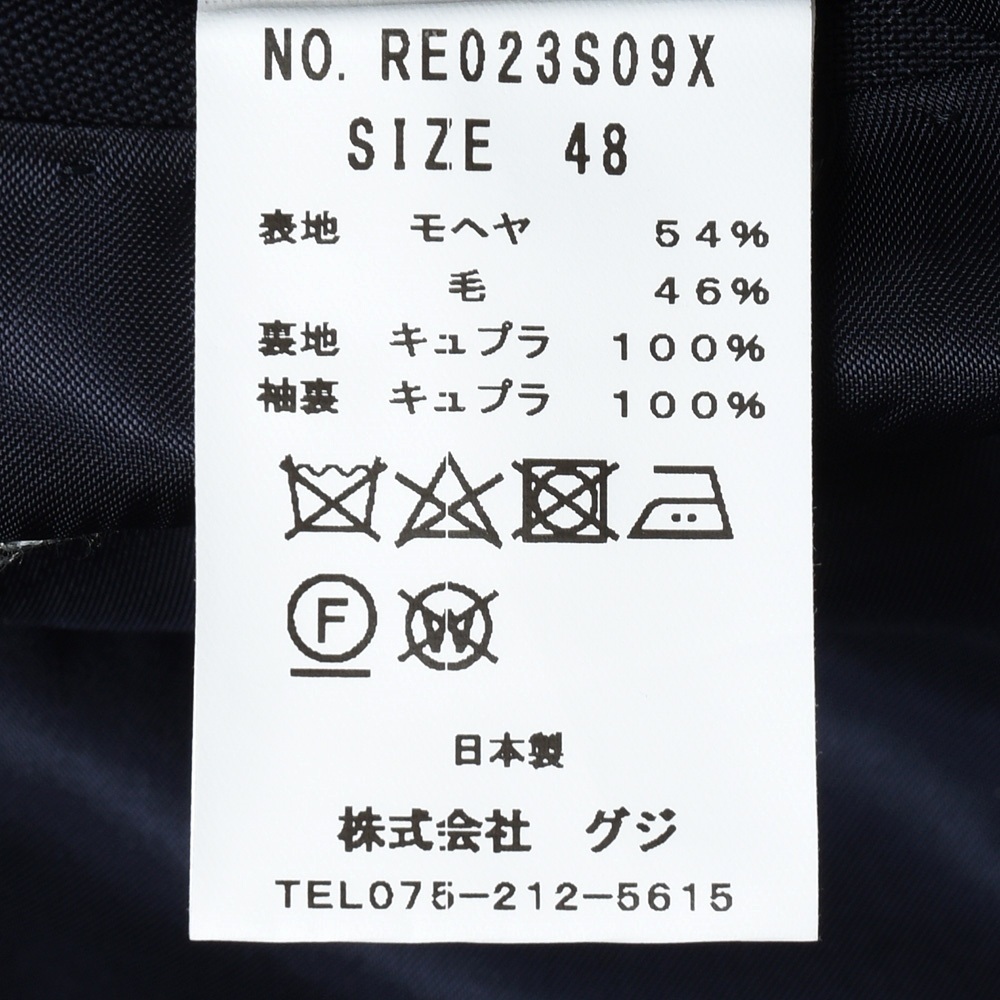 NO. RE023S09X
SIZE 48
表地 モヘヤ 54%
毛 46%
裏地 キュプラ 100%
袖裏 キュプラ 100%
F W
日本製
株式会社 グジ
TEL075-212-5615